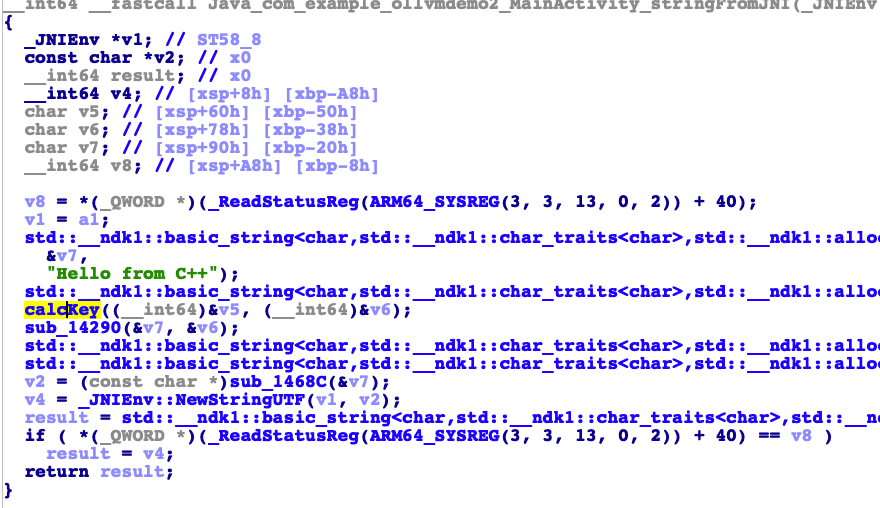 __int64 __fastcall Java_com_example_ollvmdemo2_MainActivity_stringFromJNI(_JNIEnv
{
_JNIEnv *v1; // ST58_8
const char *v2; // x0
__int64 result; // x0
__int64 v4; // [xsp+8h] [xbp-A8h]
char v5; // [xsp+60h] [xbp-50h]
char v6; // [xsp+78h] [xbp-38h]
char v7; // [xsp+90h] [xbp-20h]
__int64 v8; // [xsp+A8h] [xbp-8h]
v8 = *(_QWORD *)(_ReadStatusReg(ARM64_SYSREG(3, 3, 13, 0, 2)) + 40);
v1 = a1;
std::__ndk1::basic_string<char,std::__ndk1::char_traits<char>,std::__ndk1::allo
&v7,
"Hello from C++");
std::__ndk1::basic_string<char,std::__ndk1::char_traits<char>,std::__ndk1::allo
calcKey((__int64)&v5, (__int64)&v6);
sub_14290(&v7, &v6);
std::__ndk1::basic_string<char,std::__ndk1::char_traits<char>,std::__ndk1::allo
std::__ndk1::basic_string<char,std::__ndk1::char_traits<char>,std::__ndk1::allo
v2 = (const char *)sub_1468C(&v7);
v4 = _JNIEnv::NewStringUTF(v1, v2);
result = std::__ndk1::basic_string<char,std::__ndk1::char_traits<char>,std::__n
if ( *(_QWORD *)(_ReadStatusReg(ARM64_SYSREG(3, 3, 13, 0, 2)) + 40) == v8 )
result = v4;
return result;
}